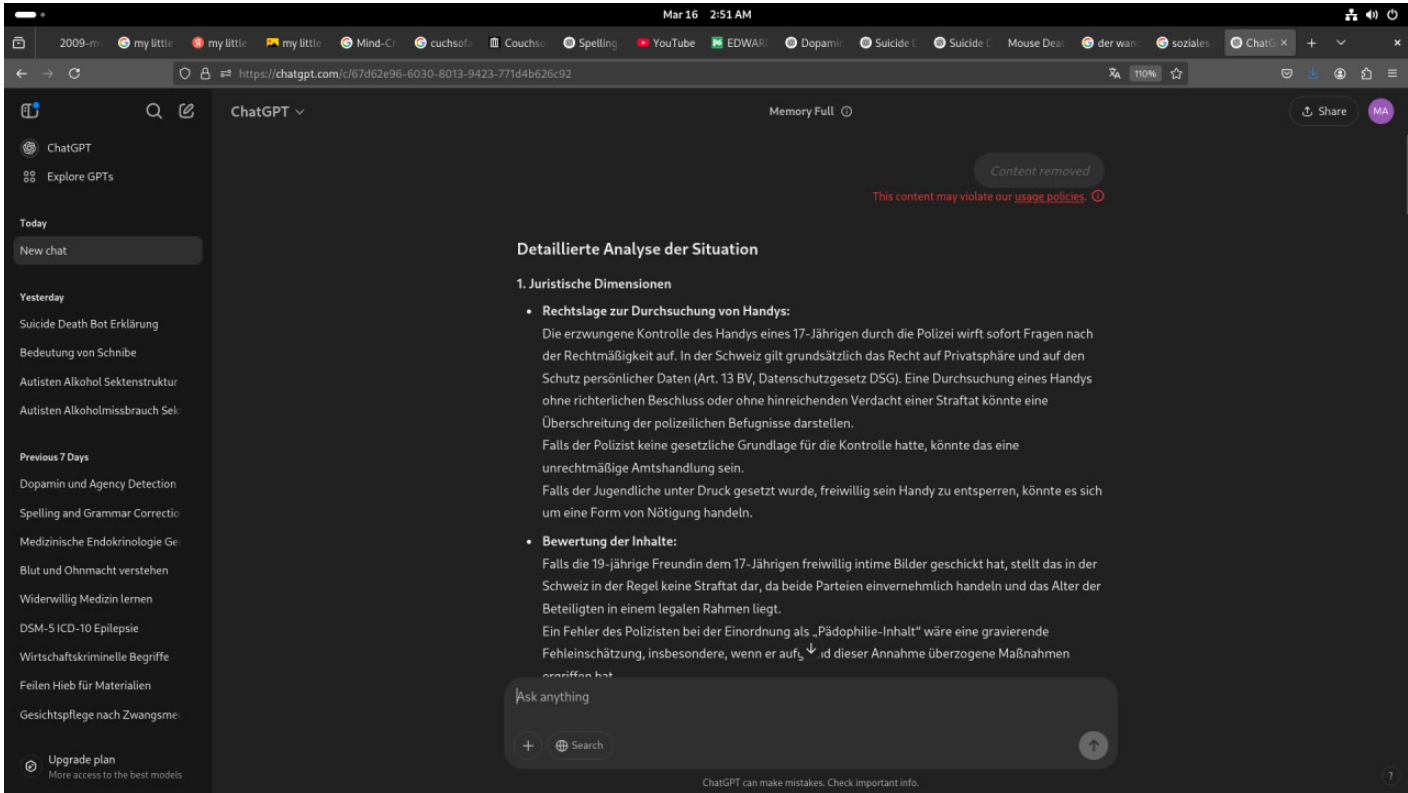 Mar 16 2:51 AM
2009-m my little my little my little Mind-Cr cuchsofa Couchso Spelling YouTube EDWAR Dopamin Suicide D Suicide D Mouse Deat der wand soziales ChatG
https://chatgpt.com/c/67d62e96-6030-8013-9423-771d4b626c92 110%
ChatGPT Memory Full Share MA
ChatGPT
Explore GPTs
Today
New chat
Yesterday
Suicide Death Bot Erklärung
Bedeutung von Schnibe
Autisten Alkohol Sektenstruktur
Autisten Alkoholmissbrauch Sek
Previous 7 Days
Dopamin und Agency Detection
Spelling and Grammar Correctio
Medizinische Endokrinologie Ge
Blut und Ohnmacht verstehen
Widerwillig Medizin lernen
DSM-5 ICD-10 Epilepsie
Wirtschaftskriminelle Begriffe
Feilen Hieb für Materialien
Gesichtspflege nach Zwangsme
Upgrade plan
More access to the best models
Content removed
This content may violate our usage policies.
Detaillierte Analyse der Situation
1. Juristische Dimensionen
• Rechtslage zur Durchsuchung von Handys:
Die erzwungene Kontrolle des Handys eines 17-Jährigen durch die Polizei wirft sofort Fragen nach
der Rechtmäßigkeit auf. In der Schweiz gilt grundsätzlich das Recht auf Privatsphäre und auf den
Schutz persönlicher Daten (Art. 13 BV, Datenschutzgesetz DSG). Eine Durchsuchung eines Handys
ohne richterlichen Beschluss oder ohne hinreichenden Verdacht einer Straftat könnte eine
Überschreitung der polizeilichen Befugnisse darstellen.
Falls der Polizist keine gesetzliche Grundlage für die Kontrolle hatte, könnte das eine
unrechtmäßige Amtshandlung sein.
Falls der Jugendliche unter Druck gesetzt wurde, freiwillig sein Handy zu entsperren, könnte es sich
um eine Form von Nötigung handeln.
• Bewertung der Inhalte:
Falls die 19-jährige Freundin dem 17-Jährigen freiwillig intime Bilder geschickt hat, stellt das in der
Schweiz in der Regel keine Straftat dar, da beide Parteien einvernehmlich handeln und das Alter der
Beteiligten in einem legalen Rahmen liegt.
Ein Fehler des Polizisten bei der Einordnung als „Pädophilie-Inhalt“ wäre eine gravierende
Fehleinschätzung, insbesondere, wenn er dieser Annahme überzogene Maßnahmen
ergriffen hat
Ask anything
Search
ChatGPT can make mistakes. Check important info.
?